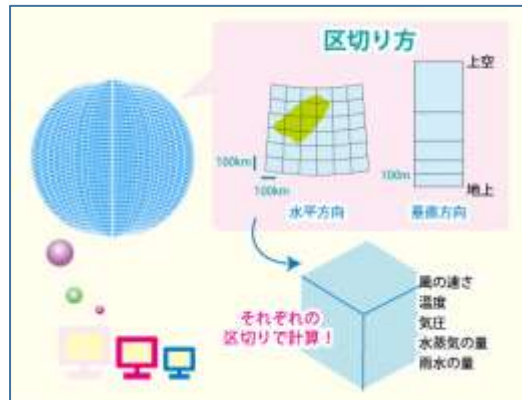 区切り方
上空
100km
100km
100m
地上
水平方向
垂直方向
それぞれの
区切りで計算！
風の速さ
温度
気圧
水蒸気の量
雨水の量